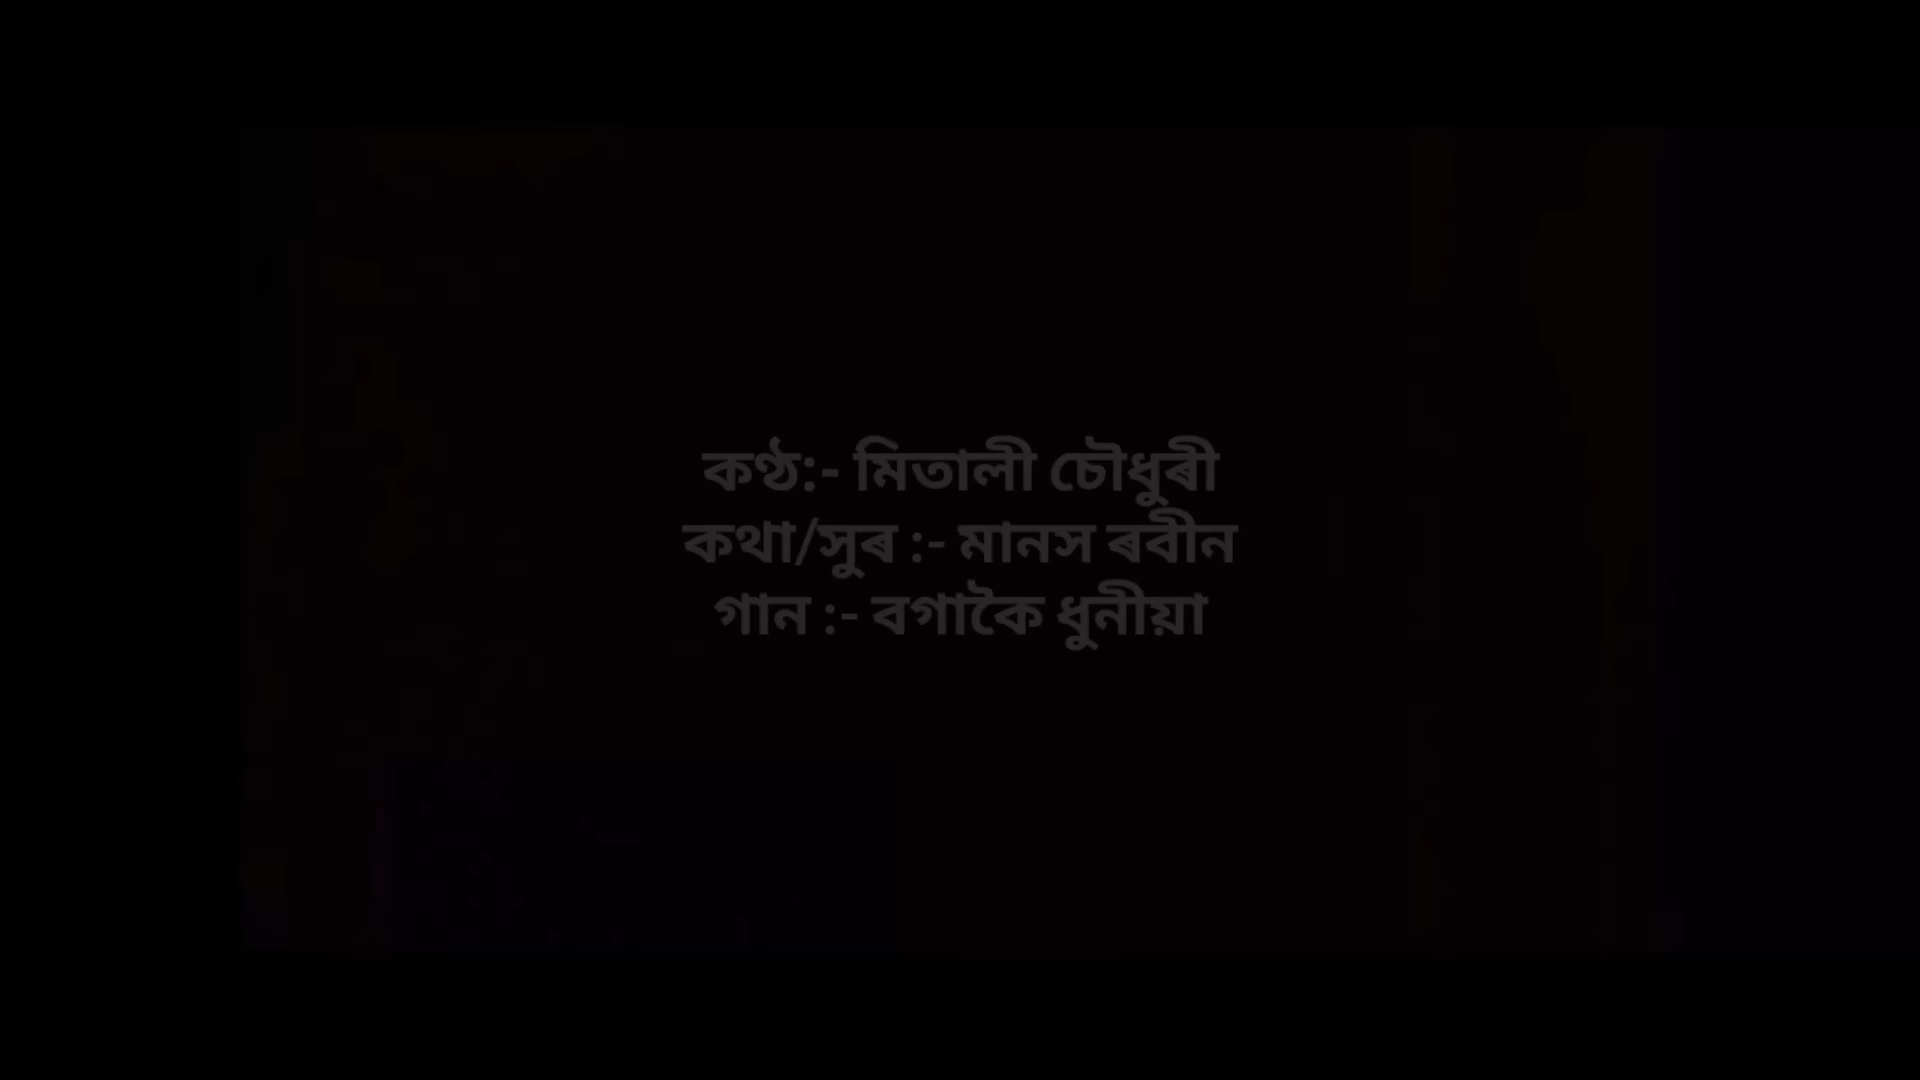 কণ্ঠ:- মিতালী চৌধুৰী
কথা/সুৰ :- মানস ৰবীন
গান :- বগাকৈ ধুনীয়া